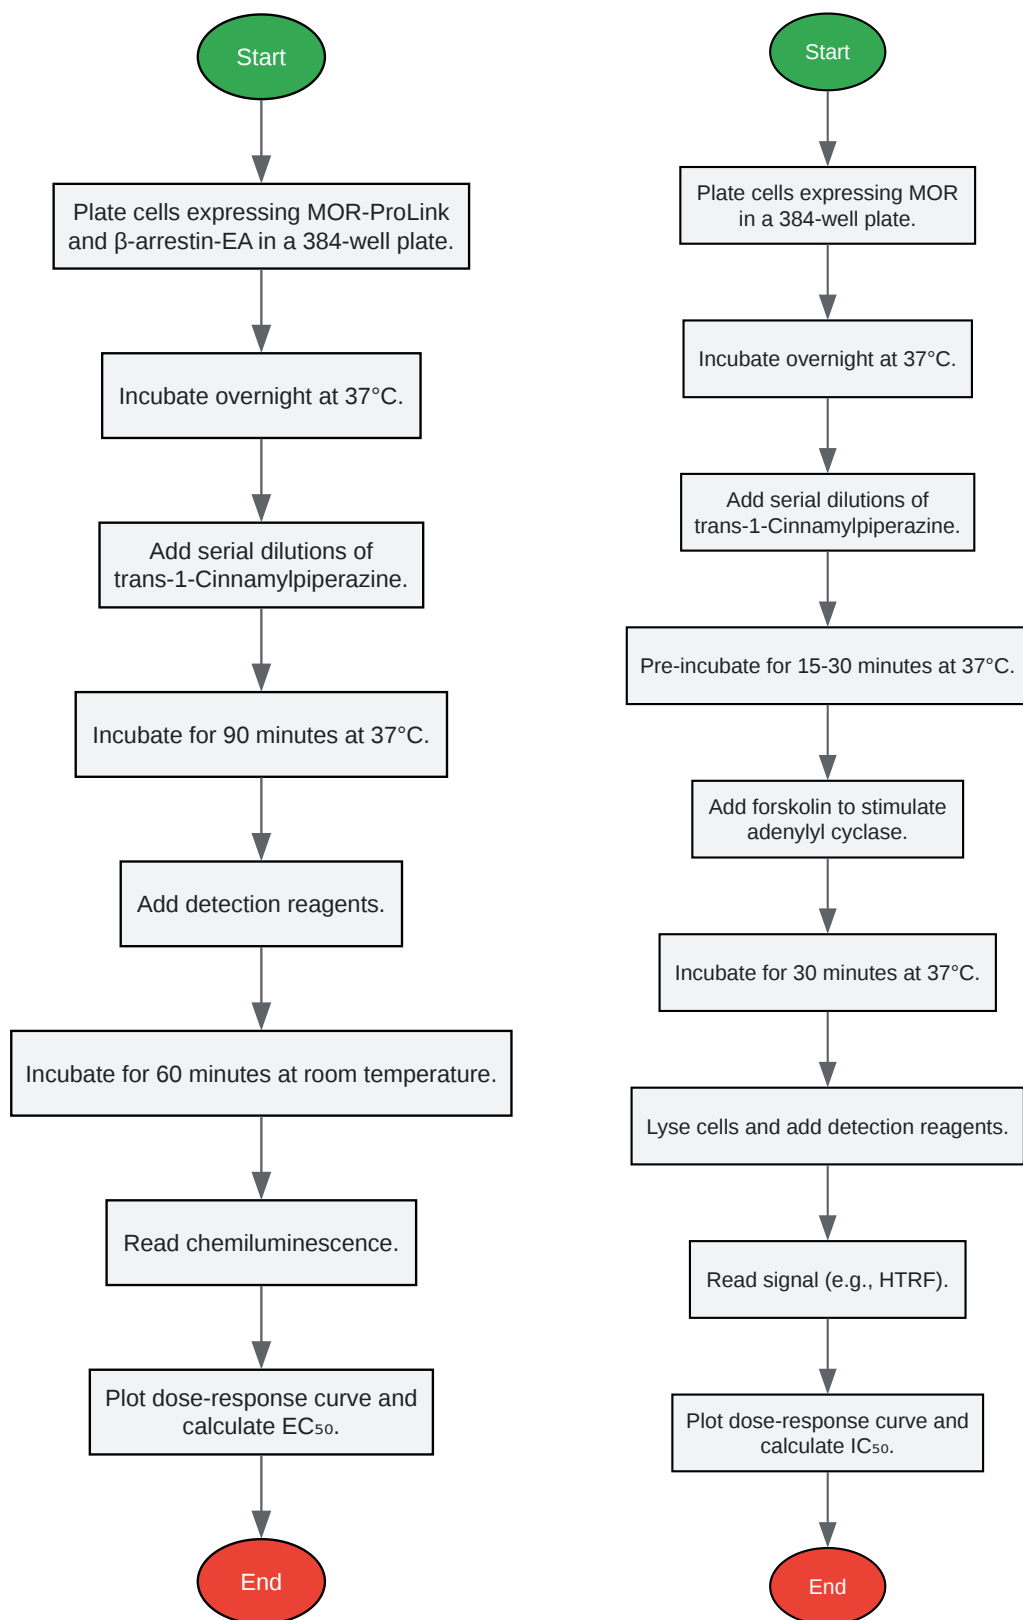 Start
Plate cells expressing MOR-ProLink
and β-arrestin-EA in a 384-well plate.
Incubate overnight at 37°C.
Add serial dilutions of
trans-1-Cinnamylpiperazine.
Incubate for 90 minutes at 37°C.
Add detection reagents.
Incubate for 60 minutes at room temperature.
Read chemiluminescence.
Plot dose-response curve and
calculate EC₅₀.
End
Start
Plate cells expressing MOR
in a 384-well plate.
Incubate overnight at 37°C.
Add serial dilutions of
trans-1-Cinnamylpiperazine.
Pre-incubate for 15-30 minutes at 37°C.
Add forskolin to stimulate
adenylyl cyclase.
Incubate for 30 minutes at 37°C.
Lyse cells and add detection reagents.
Read signal (e.g., HTRF).
Plot dose-response curve and
calculate IC₅₀.
End